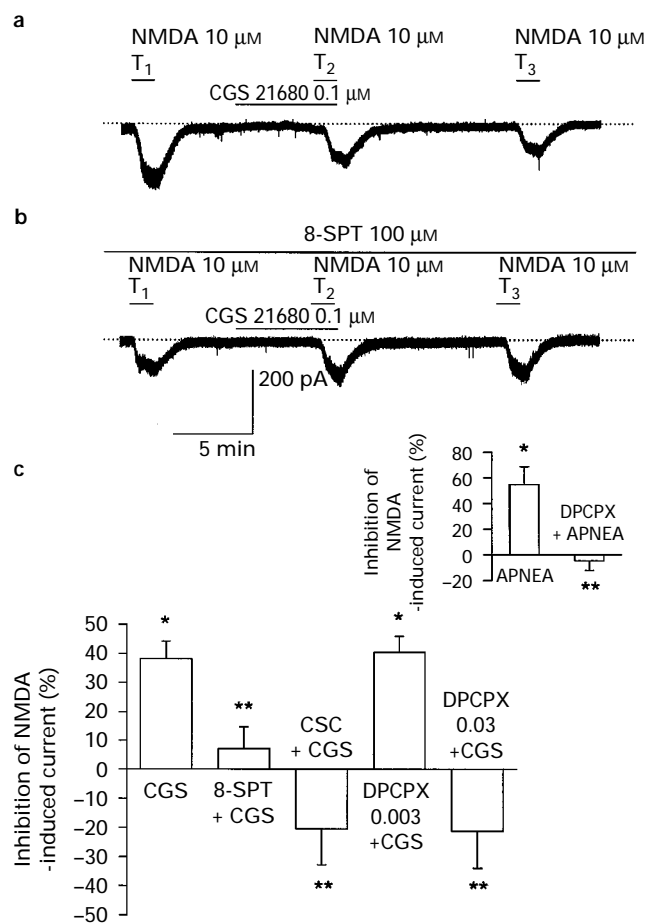 a
NMDA 10 µM NMDA 10 µM NMDA 10 µM
T1 T2 T3
CGS 21680 0.1 µM
b
8-SPT 100 µM
NMDA 10 µM NMDA 10 µM NMDA 10 µM
T1 T2 T3
CGS 21680 0.1 µM
200 pA
5 min
c
Inhibition of
NMDA
-induced current (%)
80
60
40
20
0
−20
*
DPCPX
+ APNEA
APNEA
**
Inhibition of NMDA
-induced current (%)
50
40
30
20
10
0
−10
−20
−30
−40
−50
*
CGS
**
8-SPT
+ CGS
CSC
+ CGS
**
*
DPCPX
0.003
+CGS
DPCPX
0.03
+CGS
**